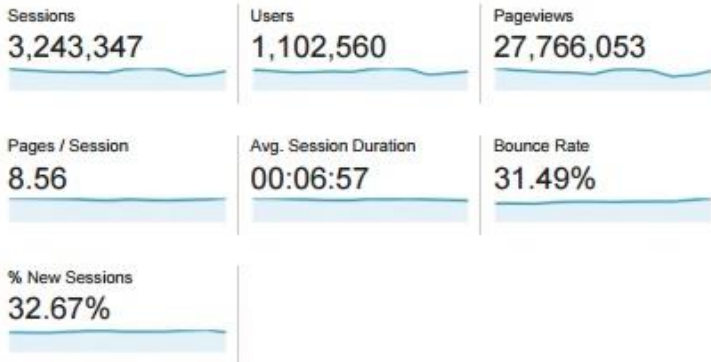 Sessions
3,243,347
Users
1,102,560
Pageviews
27,766,053
Pages / Session
8.56
Avg. Session Duration
00:06:57
Bounce Rate
31.49%
% New Sessions
32.67%